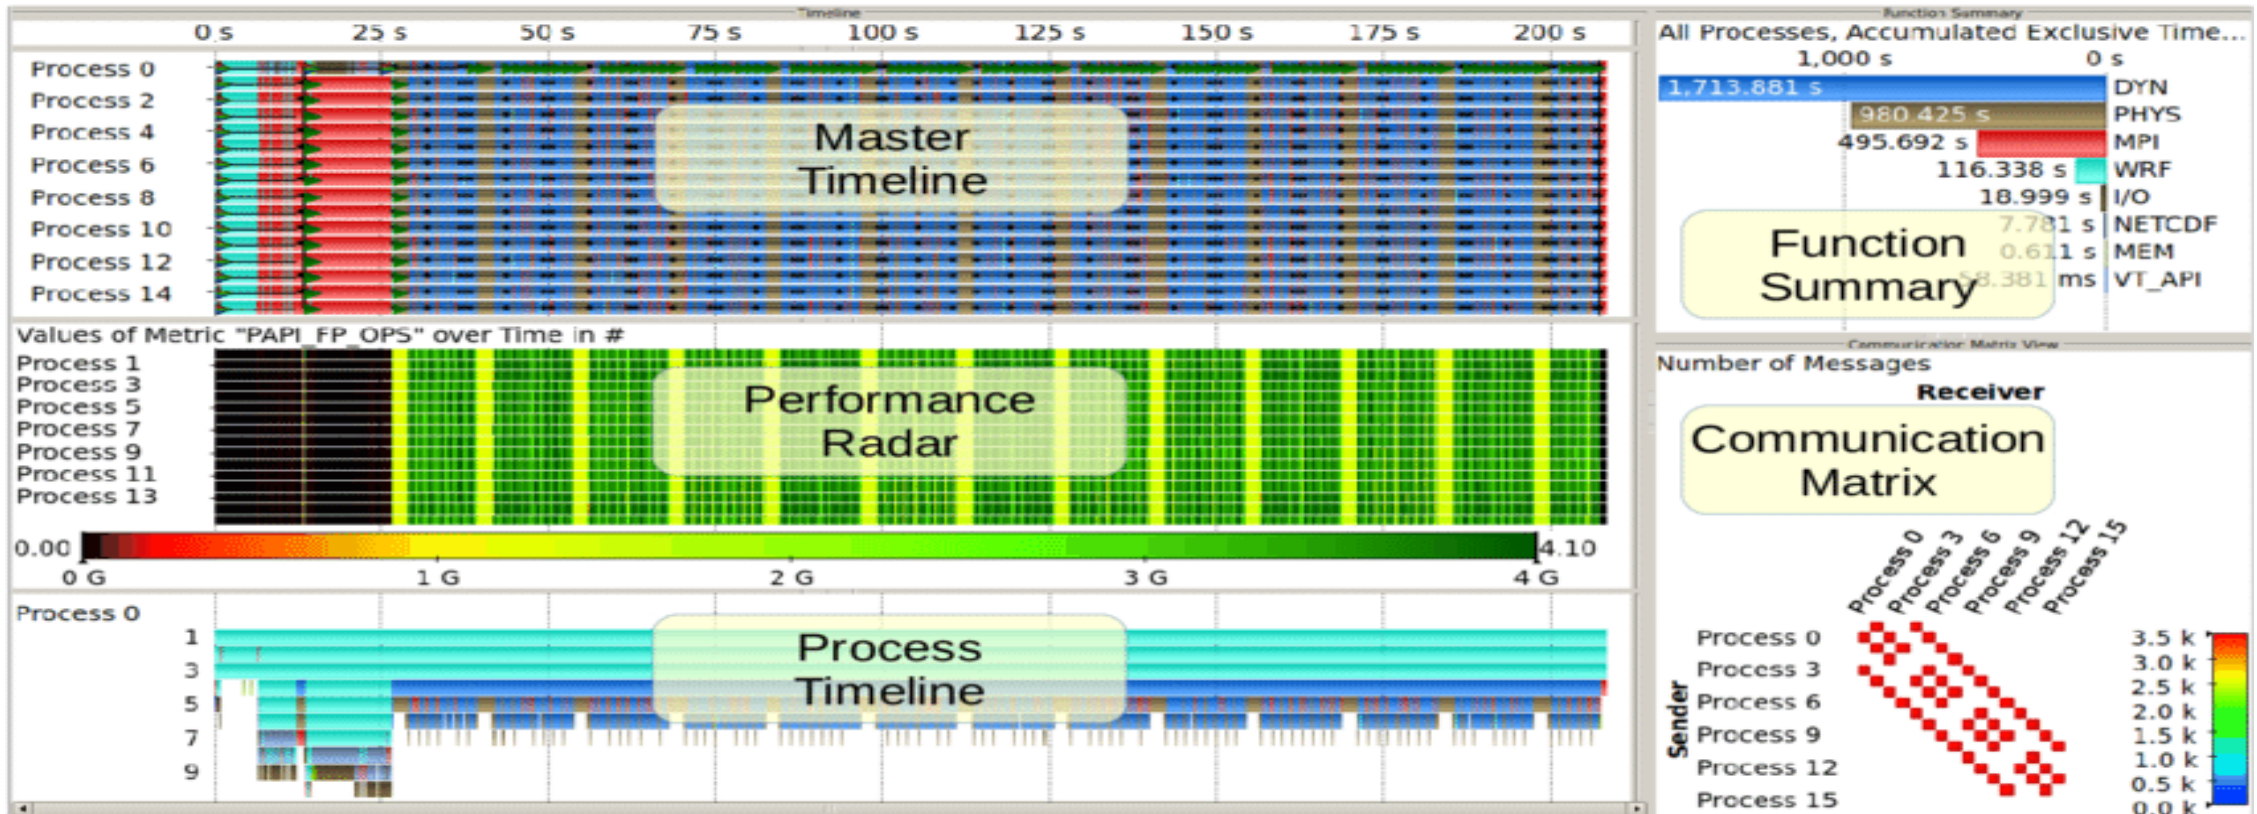 Timeline
0 s 25 s 50 s 75 s 100 s 125 s 150 s 175 s 200 s
Process 0
Process 2
Process 4
Process 6
Process 8
Process 10
Process 12
Process 14
Master
Timeline
Values of Metric "PAPI_FP_OPS" over Time in #
Process 1
Process 3
Process 5
Process 7
Process 9
Process 11
Process 13
Performance
Radar
0.00 4.10
0 G 1 G 2 G 3 G 4 G
Process 0
1
3
5
7
9
Process
Timeline
Function Summary
All Processes, Accumulated Exclusive Time...
1,000 s 0 s
1,713.881 s DYN
980.425 s PHYS
495.692 s MPI
116.338 s WRF
18.999 s I/O
7.781 s NETCDF
0.611 s MEM
58.381 ms VT_API
Function
Summary
Communication Matrix View
Number of Messages
Receiver
Communication
Matrix
Process 0
Process 3
Process 6
Process 9
Process 12
Process 15
Sender
Process 0
Process 3
Process 6
Process 9
Process 12
Process 15
3.5 k
3.0 k
2.5 k
2.0 k
1.5 k
1.0 k
0.5 k
0.0 k